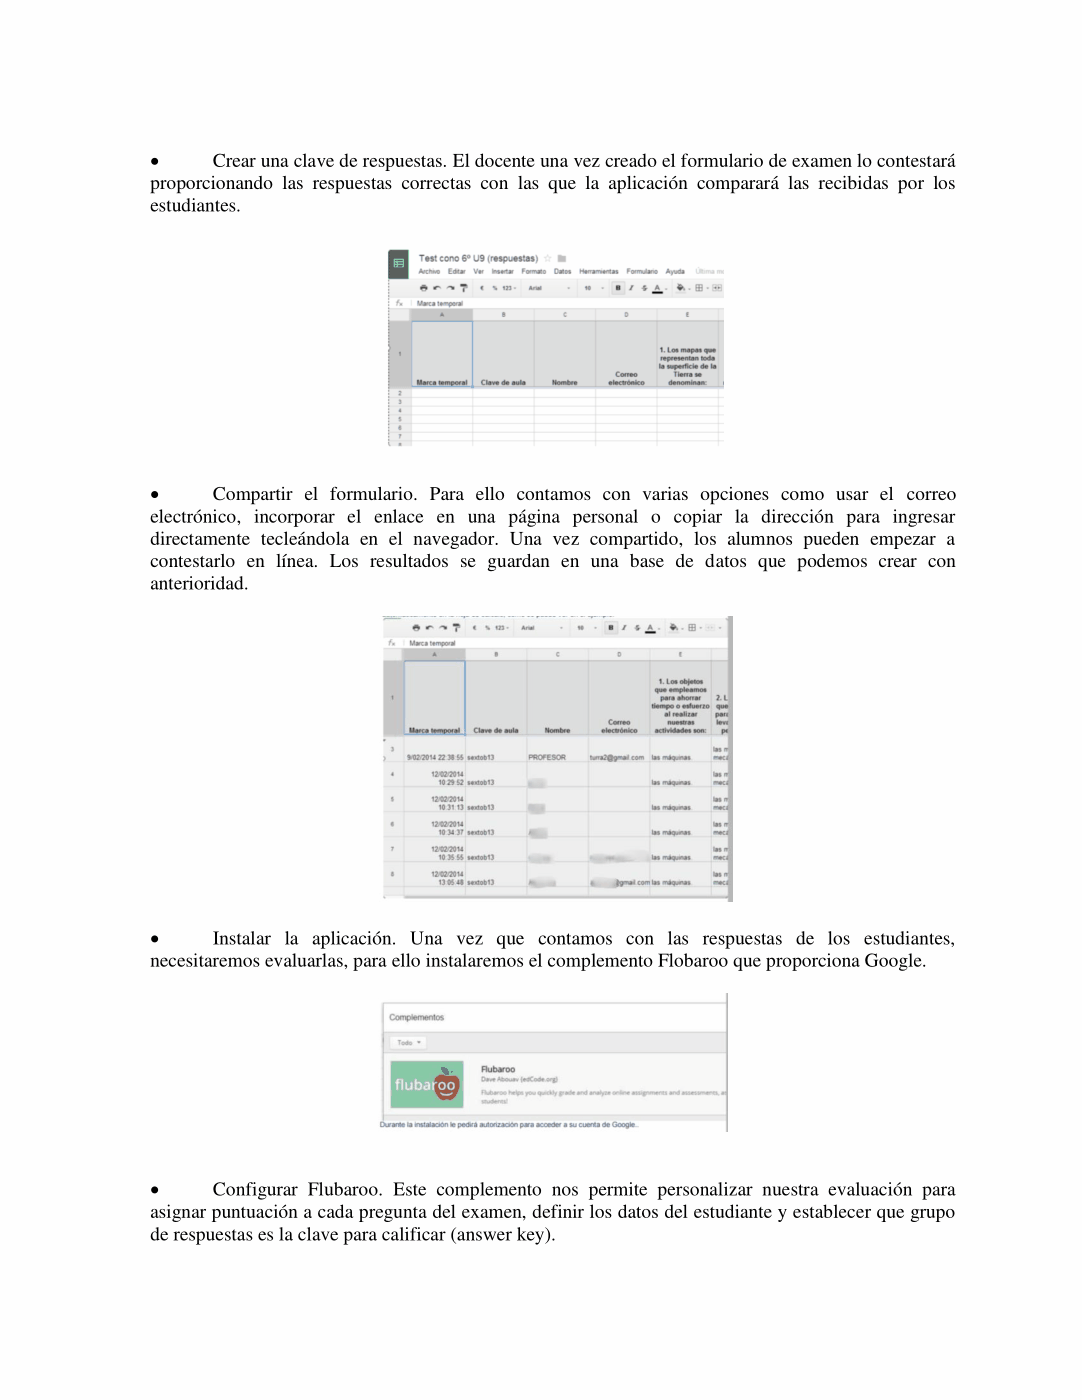 • Crear una clave de respuestas. El docente una vez creado el formulario de examen lo contestará
proporcionando las respuestas correctas con las que la aplicación comparará las recibidas por los
estudiantes.
Test cono 6º U9 (respuestas)
Archivo Editar Ver Insertar Formato Datos Herramientas Formulario Ayuda
€ % 123 Arial 10 B I S A
fx Marca temporal
A B C D E
1 Marca temporal Clave de aula Nombre Correo electrónico 1. Los mapas que representan toda la superficie de la Tierra se denominan:
2
3
4
5
6
7
8
• Compartir el formulario. Para ello contamos con varias opciones como usar el correo
electrónico, incorporar el enlace en una página personal o copiar la dirección para ingresar
directamente tecleándola en el navegador. Una vez compartido, los alumnos pueden empezar a
contestarlo en línea. Los resultados se guardan en una base de datos que podemos crear con
anterioridad.
€ % 123 Arial 10 B I S A
fx Marca temporal
A B C D E
1 Marca temporal Clave de aula Nombre Correo electrónico 1. Los objetos que empleamos para ahorrar tiempo o esfuerzo al realizar nuestras actividades son: 2. L
3 9/02/2014 22:38:55 sextob13 PROFESOR turra2@gmail.com las máquinas. las m mecá
4 12/02/2014 10:29:52 sextob13 las máquinas. las m mecá
5 12/02/2014 10:31:13 sextob13 las máquinas. las m mecá
6 12/02/2014 10:34:37 sextob13 las máquinas. las m mecá
7 12/02/2014 10:35:55 sextob13 las máquinas. las m mecá
8 12/02/2014 13:05:48 sextob13 @gmail.com las máquinas. las m mecá
• Instalar la aplicación. Una vez que contamos con las respuestas de los estudiantes,
necesitaremos evaluarlas, para ello instalaremos el complemento Flobaroo que proporciona Google.
Complementos
Todo
flubaroo
Flubaroo
Dave Abouav (edCode.org)
Flubaroo helps you quickly grade and analyze online assignments and assessments, as
students!
Durante la instalación le pedirá autorización para acceder a su cuenta de Google..
• Configurar Flubaroo. Este complemento nos permite personalizar nuestra evaluación para
asignar puntuación a cada pregunta del examen, definir los datos del estudiante y establecer que grupo
de respuestas es la clave para calificar (answer key).